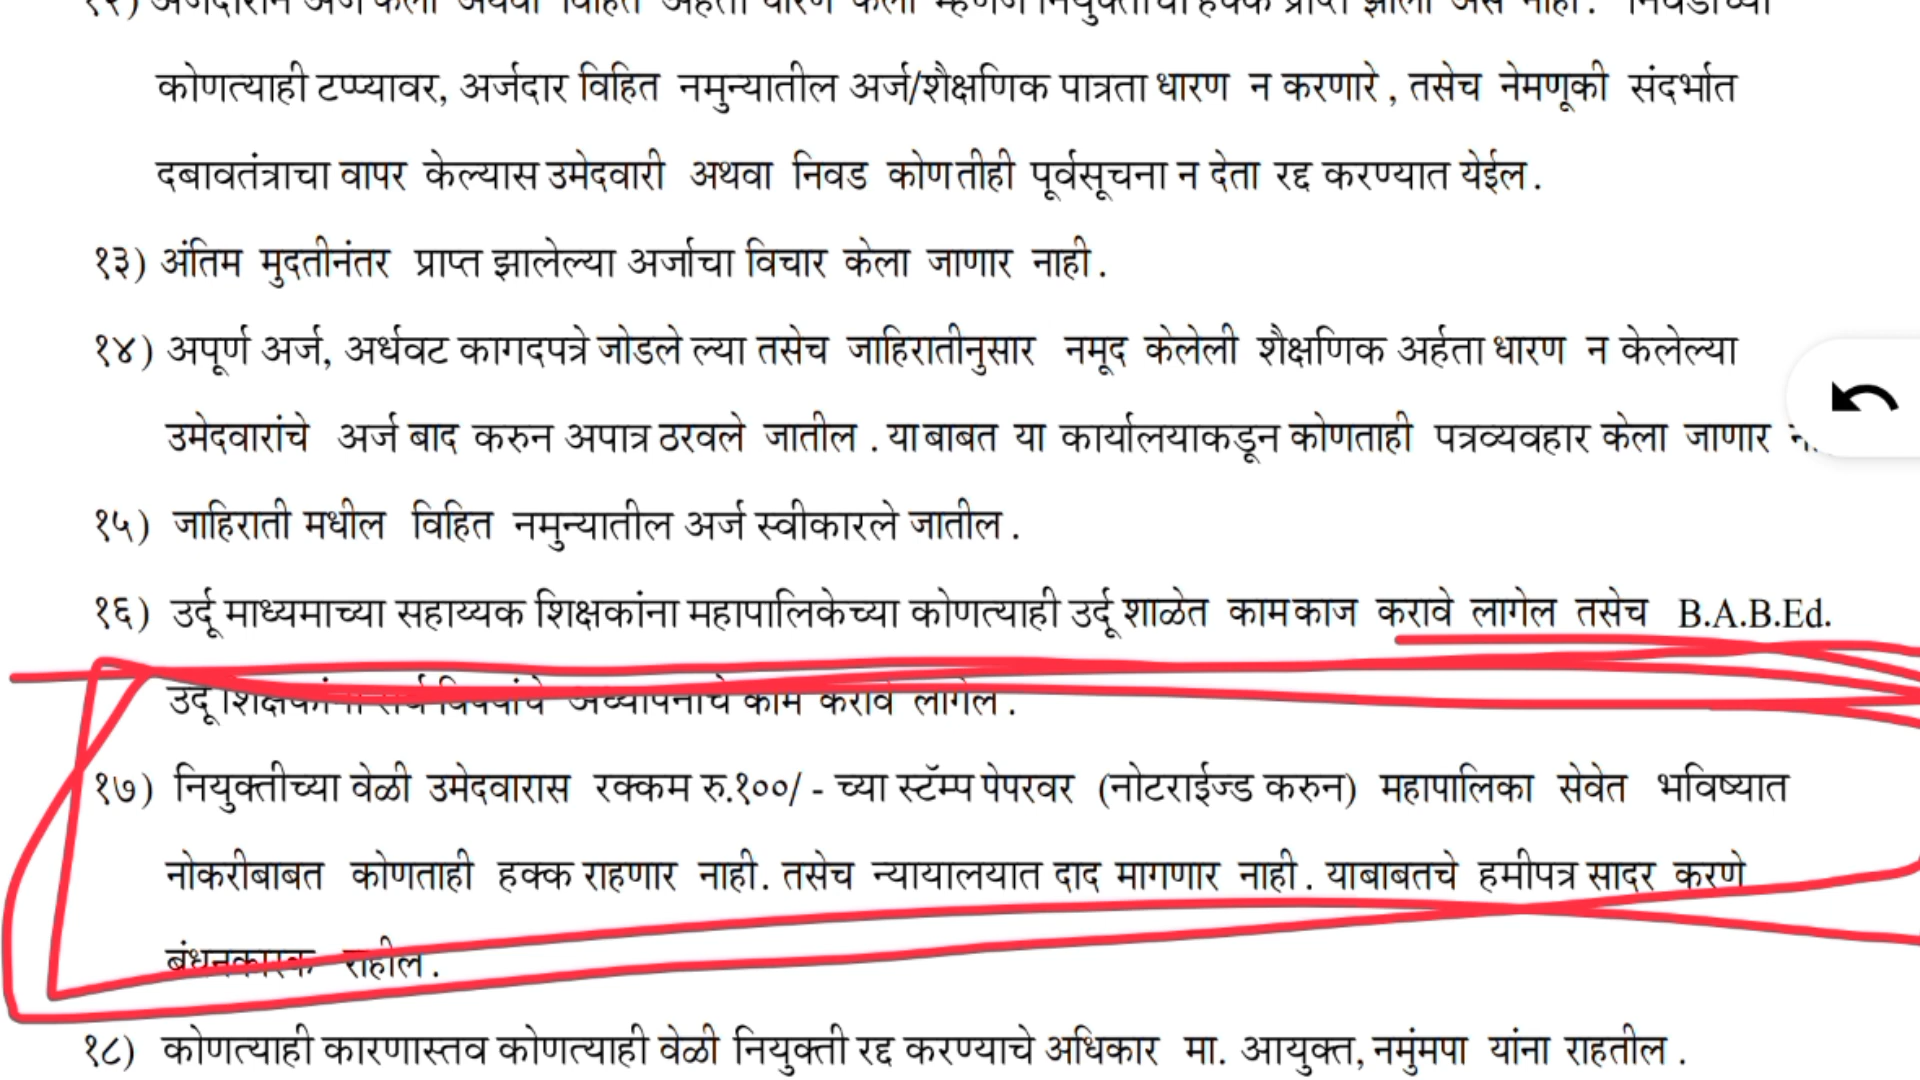 कोणत्याही टप्प्यावर, अर्जदार विहित नमुन्यातील अर्ज/शैक्षणिक पात्रता धारण न करणारे, तसेच नेमणूकी संदर्भात
दबावतंत्राचा वापर केल्यास उमेदवारी अथवा निवड कोणतीही पूर्वसूचना न देता रद्द करण्यात येईल.
१३) अंतिम मुदतीनंतर प्राप्त झालेल्या अर्जाचा विचार केला जाणार नाही.
१४) अपूर्ण अर्ज, अर्धवट कागदपत्रे जोडलेल्या तसेच जाहिरातीनुसार नमूद केलेली शैक्षणिक अर्हता धारण न केलेल्या
उमेदवारांचे अर्ज बाद करुन अपात्र ठरवले जातील. याबाबत या कार्यालयाकडून कोणताही पत्रव्यवहार केला जाणार
१५) जाहिराती मधील विहित नमुन्यातील अर्ज स्वीकारले जातील.
१६) उर्दू माध्यमाच्या सहाय्यक शिक्षकांना महापालिकेच्या कोणत्याही उर्दू शाळेत कामकाज करावे लागेल तसेच B.A.B.Ed.
उर्दू शिक्षकांना सर्व विषयांचे अध्यापनाचे काम करावे लागेल.
१७) नियुक्तीच्या वेळी उमेदवारास रक्कम रु.१००/- च्या स्टॅम्प पेपरवर (नोटराईज्ड करुन) महापालिका सेवेत भविष्यात
नोकरीबाबत कोणताही हक्क राहणार नाही. तसेच न्यायालयात दाद मागणार नाही. याबाबतचे हमीपत्र सादर करणे
बंधनकारक राहील.
१८) कोणत्याही कारणास्तव कोणत्याही वेळी नियुक्ती रद्द करण्याचे अधिकार मा. आयुक्त, नमुंमपा यांना राहतील.